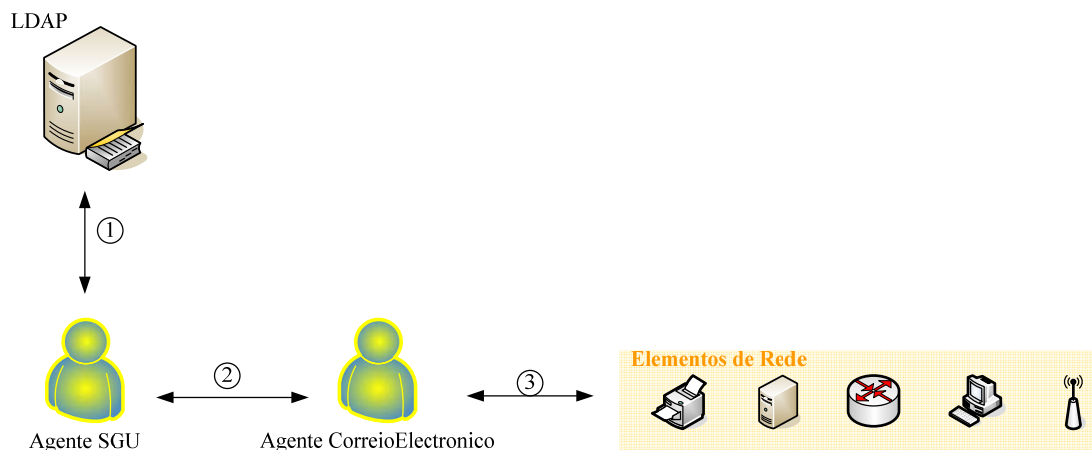 LDAP
1
2
3
Elementos de Rede
Agente SGU
Agente CorreioElectronico